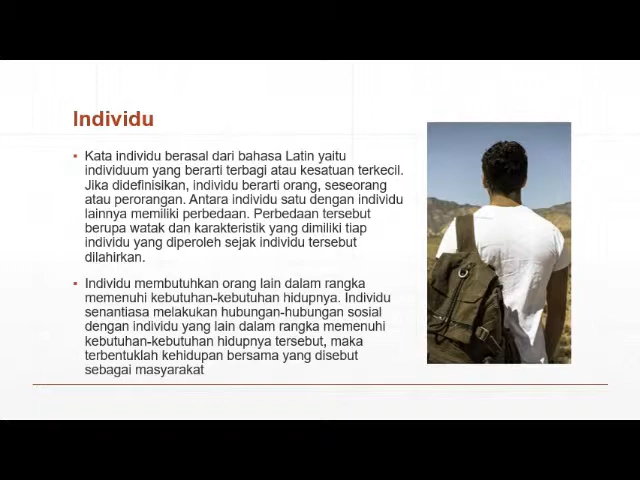 Individu
▪ Kata individu berasal dari bahasa Latin yaitu
individuum yang berarti terbagi atau kesatuan terkecil.
Jika didefinisikan, individu berarti orang, seseorang
atau perorangan. Antara individu satu dengan individu
lainnya memiliki perbedaan. Perbedaan tersebut
berupa watak dan karakteristik yang dimiliki tiap
individu yang diperoleh sejak individu tersebut
dilahirkan.
▪ Individu membutuhkan orang lain dalam rangka
memenuhi kebutuhan-kebutuhan hidupnya. Individu
senantiasa melakukan hubungan-hubungan sosial
dengan individu yang lain dalam rangka memenuhi
kebutuhan-kebutuhan hidupnya tersebut, maka
terbentuklah kehidupan bersama yang disebut
sebagai masyarakat